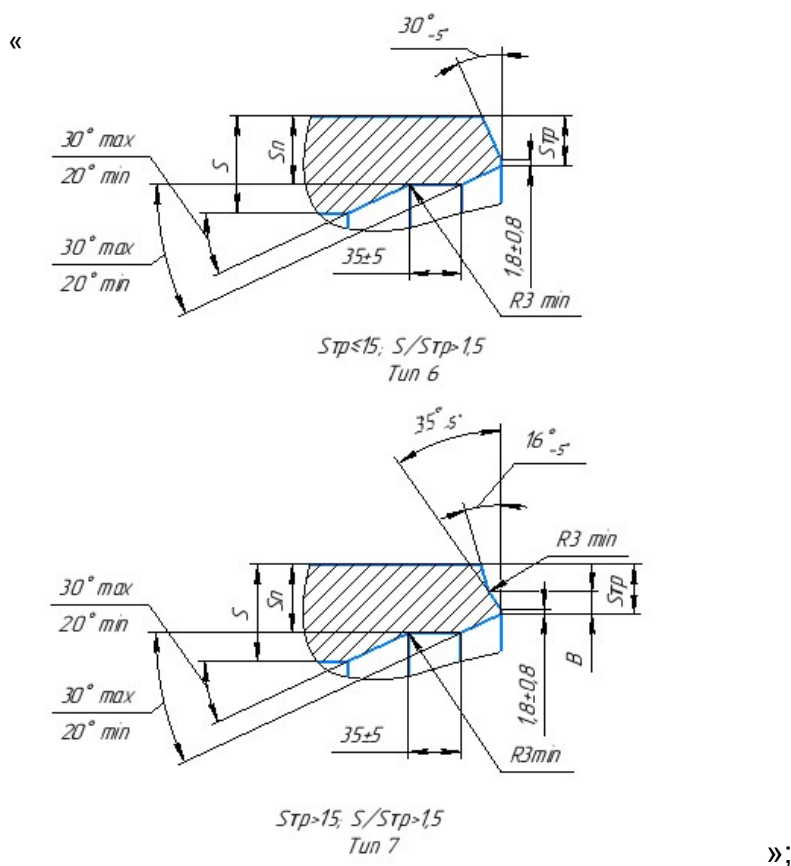 «
30°₋₅°
30° max
20° min
S
Sп
Sтр
30° max
20° min
35±5
1,8±0,8
R3 min
Sтр≤15; S/Sтр>1,5
Тип 6
35°₋₅°
16°₋₅°
R3 min
30° max
20° min
S
Sп
Sтр
B
30° max
20° min
35±5
1,8±0,8
R3min
Sтр>15; S/Sтр>1,5
Тип 7
»;